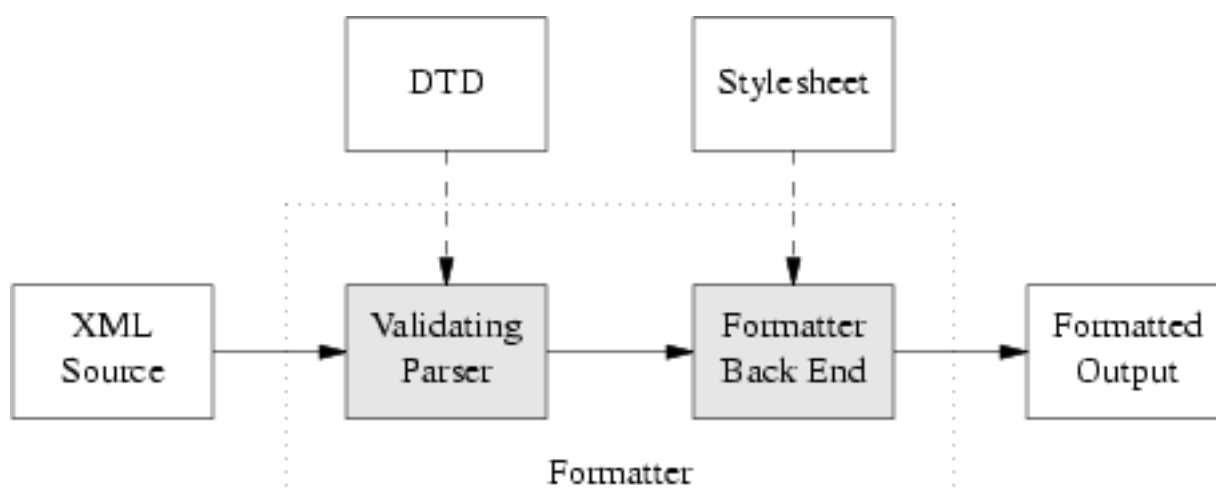 DTD
Stylesheet
XML
Source
Validating
Parser
Formatter
Back End
Formatted
Output
Formatter